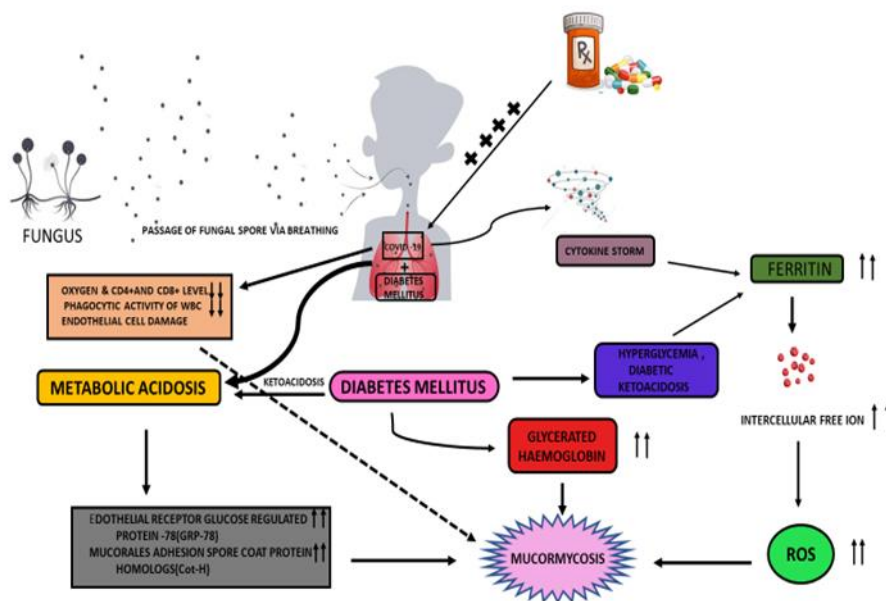 Rx
FUNGUS
PASSAGE OF FUNGAL SPORE VIA BREATHING
COVID -19
+
DIABETES
MELLITUS
CYTOKINE STORM
FERRITIN
OXYGEN & CD4+AND CD8+ LEVEL
PHAGOCYTIC ACTIVITY OF WBC
ENDOTHELIAL CELL DAMAGE
METABOLIC ACIDOSIS
KETOACIDOSIS
DIABETES MELLITUS
HYPERGLYCEMIA ,
DIABETIC
KETOACIDOSIS
INTERCELLULAR FREE ION
GLYCERATED
HAEMOGLOBIN
EDOTHELIAL RECEPTOR GLUCOSE REGULATED
PROTEIN -78(GRP-78)
MUCORALES ADHESION SPORE COAT PROTEIN
HOMOLOGS(Cot-H)
MUCORMYCOSIS
ROS